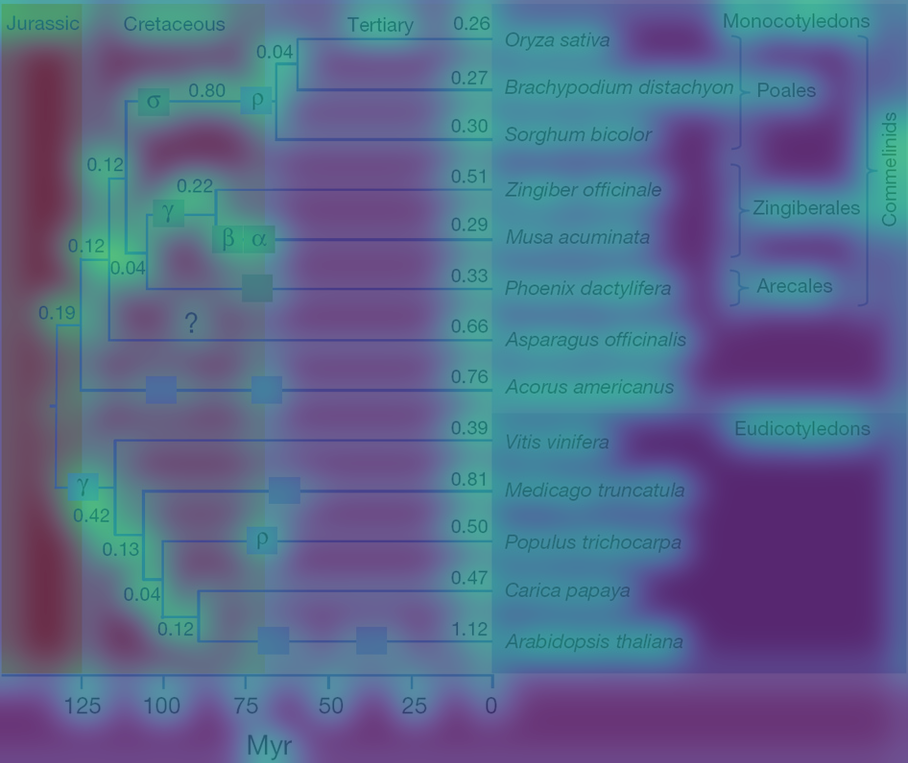 Jurassic Cretaceous Tertiary 0.26 Monocotyledons
Oryza sativa
0.04
0.27
Brachypodium distachyon
Poales
σ 0.80 ρ
0.30
Sorghum bicolor
Commelinids
0.12
0.22
0.51
Zingiber officinale
γ
Zingiberales
β α
0.29
Musa acuminata
0.12
0.04
0.33
Phoenix dactylifera
Arecales
0.19
?
0.66
Asparagus officinalis
0.76
Acorus americanus
0.39
Vitis vinifera
Eudicotyledons
γ
0.81
Medicago truncatula
0.42
0.50
Populus trichocarpa
0.13
ρ
0.47
Carica papaya
0.04
0.12
1.12
Arabidopsis thaliana
125 100 75 50 25 0
Myr